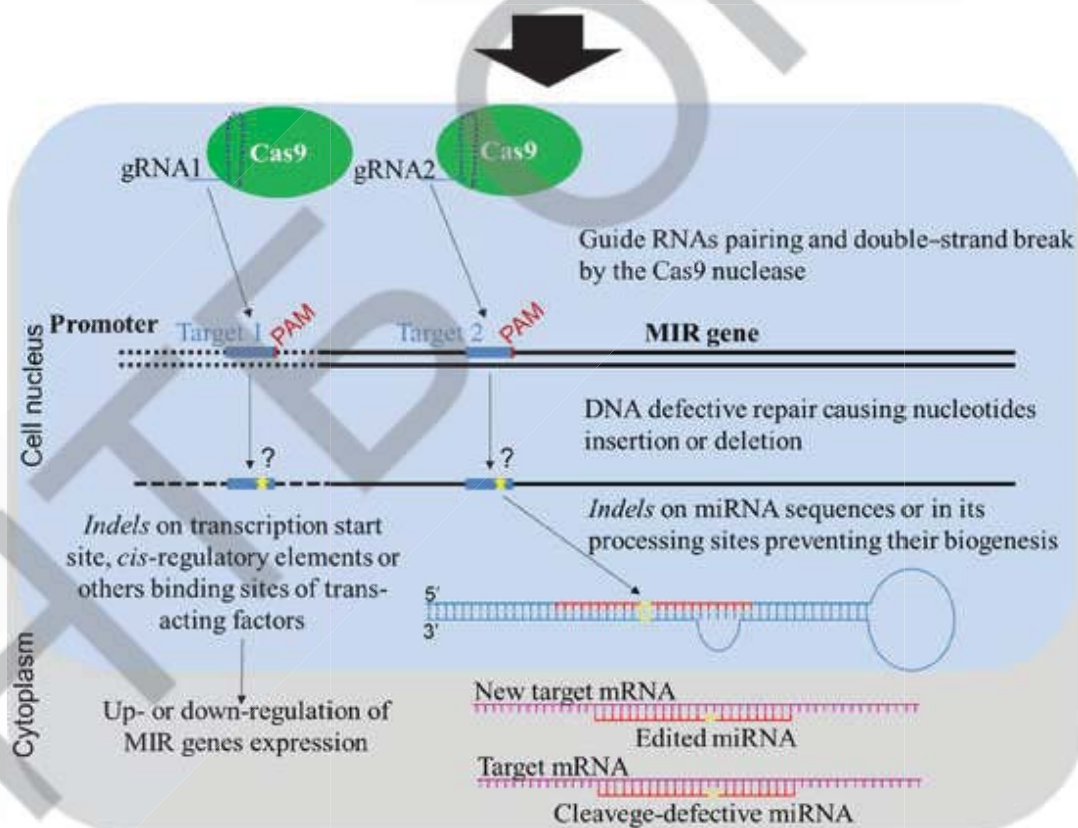 gRNA1
Cas9
gRNA2
Cas9
Guide RNAs pairing and double–strand break
by the Cas9 nuclease
Cell nucleus
Promoter
Target 1
PAM
Target 2
PAM
MIR gene
DNA defective repair causing nucleotides
insertion or deletion
?
?
Indels on transcription start
site, cis-regulatory elements or
others binding sites of trans-
acting factors
Indels on miRNA sequences or in its
processing sites preventing their biogenesis
5'
3'
Cytoplasm
Up- or down-regulation of
MIR genes expression
New target mRNA
Edited miRNA
Target mRNA
Cleavege-defective miRNA